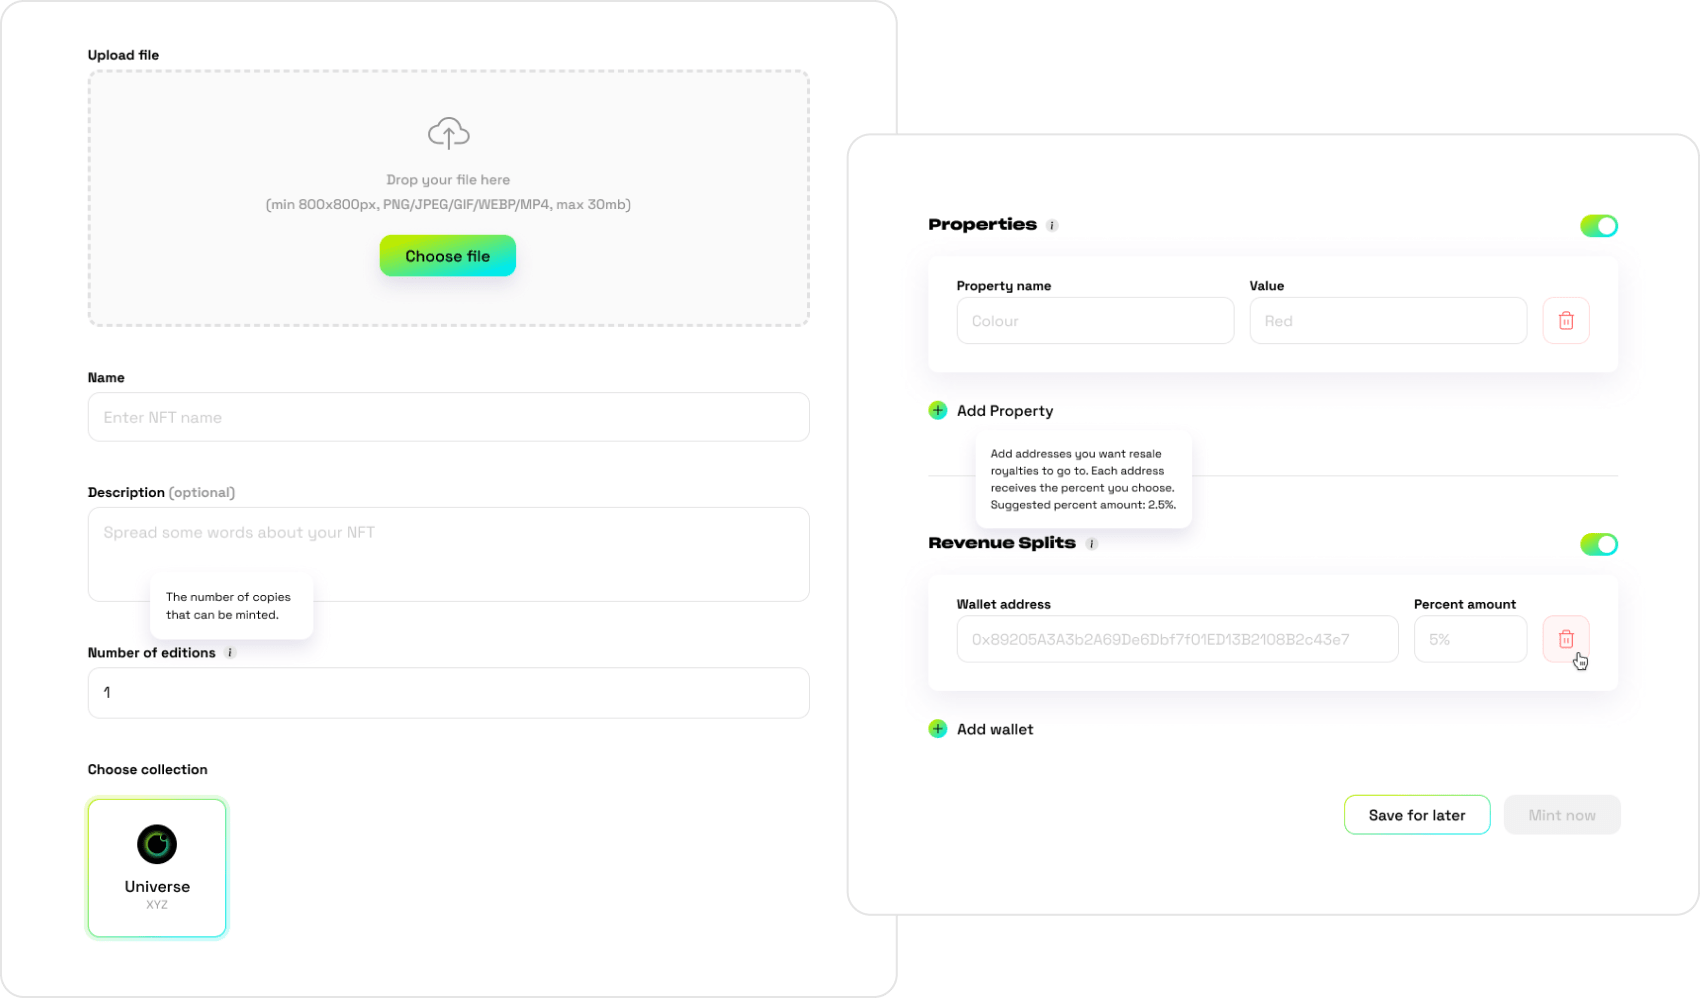 Upload file
Drop your file here
(min 800x800px, PNG/JPEG/GIF/WEBP/MP4, max 30mb)
Choose file
Name
Enter NFT name
Description (optional)
Spread some words about your NFT
The number of copies
that can be minted.
Number of editions i
1
Choose collection
Universe
XYZ
Properties i
Property name
Value
Colour
Red
Add Property
Add addresses you want resale
royalties to go to. Each address
receives the percent you choose.
Suggested percent amount: 2.5%.
Revenue Splits i
Wallet address
Percent amount
0x89205A3A3b2A69De6Dbf7f01ED13B2108B2c43e7
5%
Add wallet
Save for later
Mint now